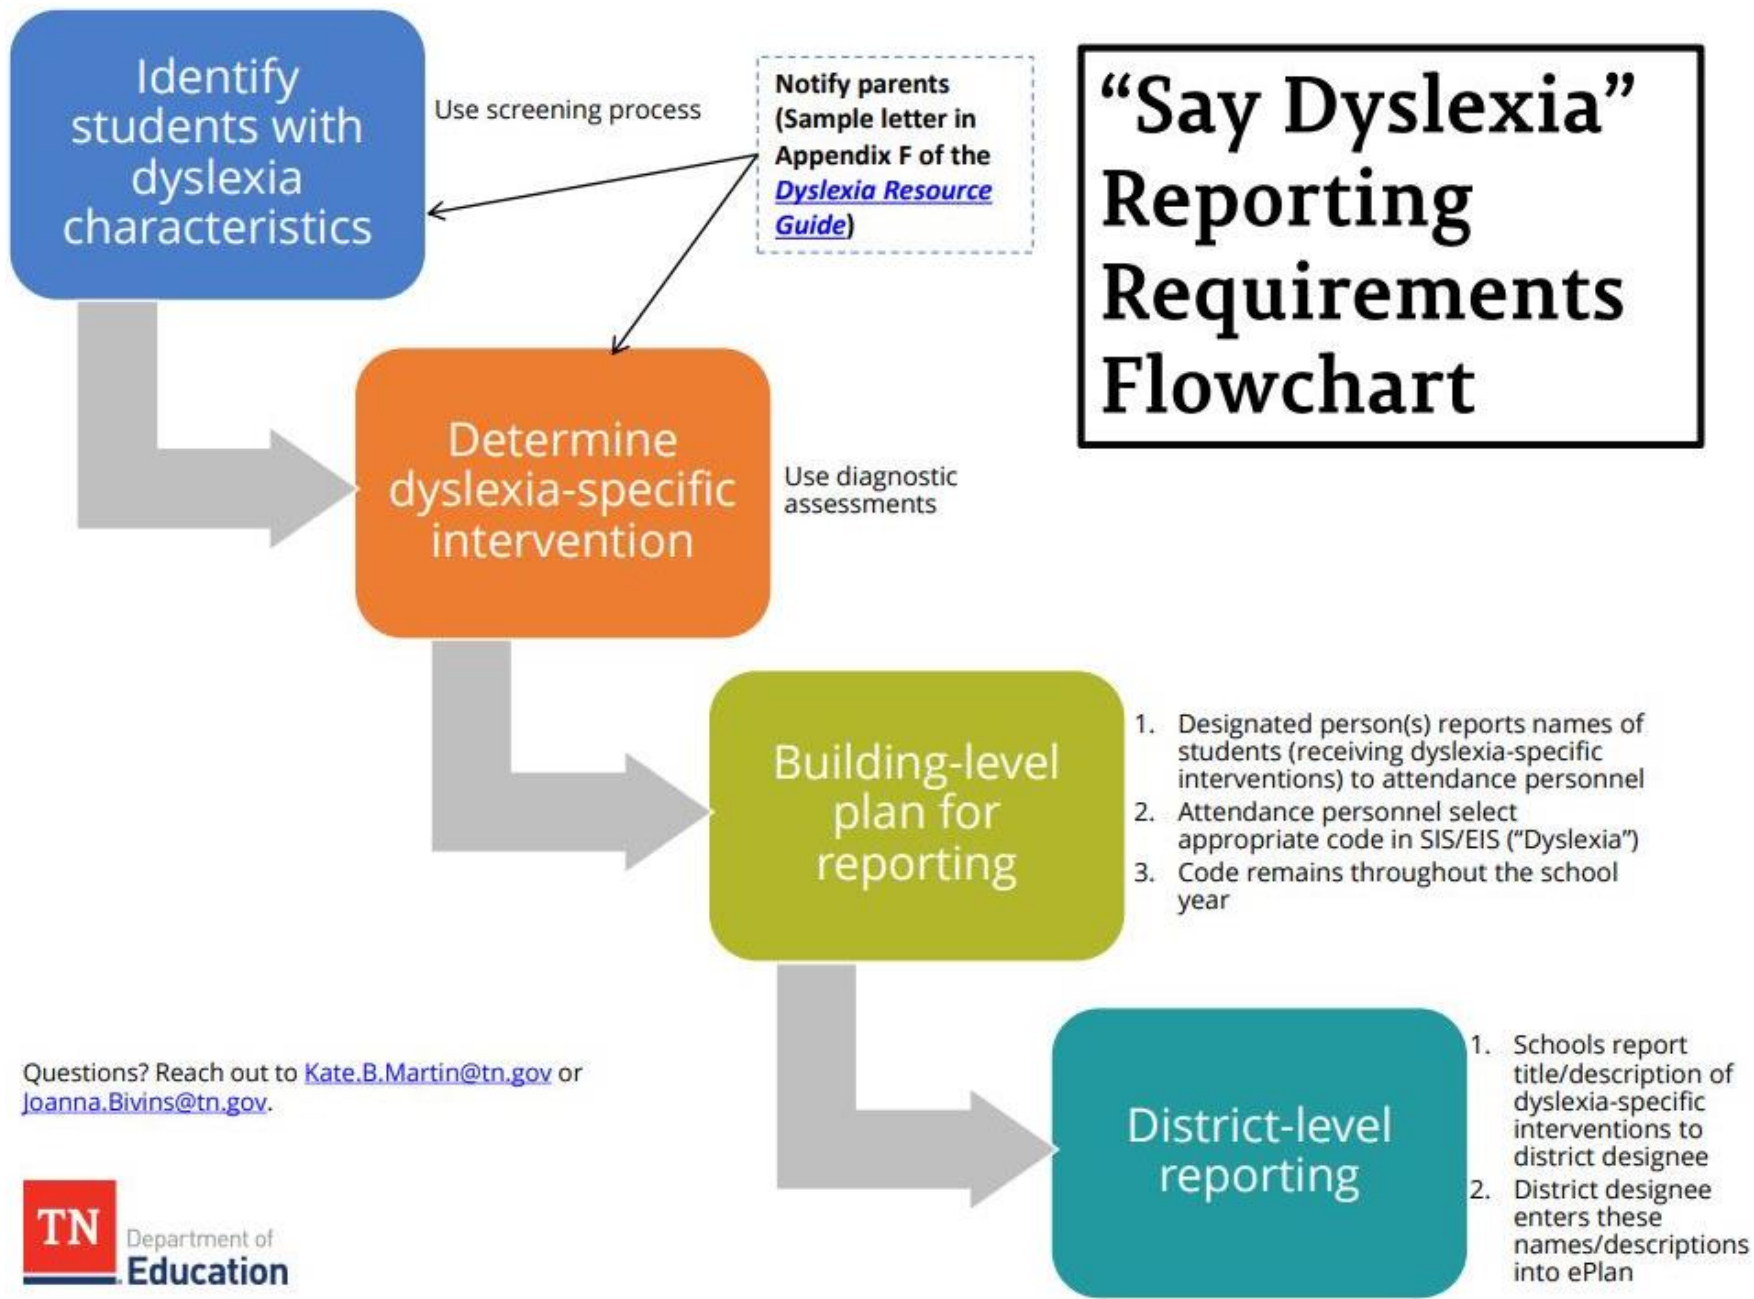 Identify
students with
dyslexia
characteristics
Use screening process
Notify parents
(Sample letter in
Appendix F of the
Dyslexia Resource
Guide)
“Say Dyslexia”
Reporting
Requirements
Flowchart
Determine
dyslexia-specific
intervention
Use diagnostic
assessments
Building-level
plan for
reporting
1. Designated person(s) reports names of
students (receiving dyslexia-specific
interventions) to attendance personnel
2. Attendance personnel select
appropriate code in SIS/EIS (“Dyslexia”)
3. Code remains throughout the school
year
District-level
reporting
1. Schools report
title/description of
dyslexia-specific
interventions to
district designee
2. District designee
enters these
names/descriptions
into ePlan
Questions? Reach out to Kate.B.Martin@tn.gov or
Joanna.Bivins@tn.gov.
TN
Department of
Education